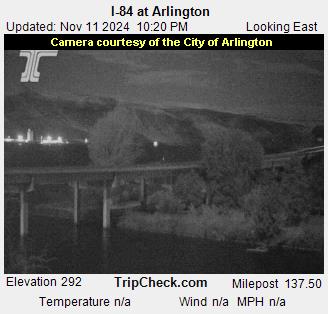 I-84 at Arlington
Updated: Nov 11 2024 10:20 PM Looking East
Camera courtesy of the City of Arlington
Elevation 292 TripCheck.com Milepost 137.50
Temperature n/a Wind n/a MPH n/a